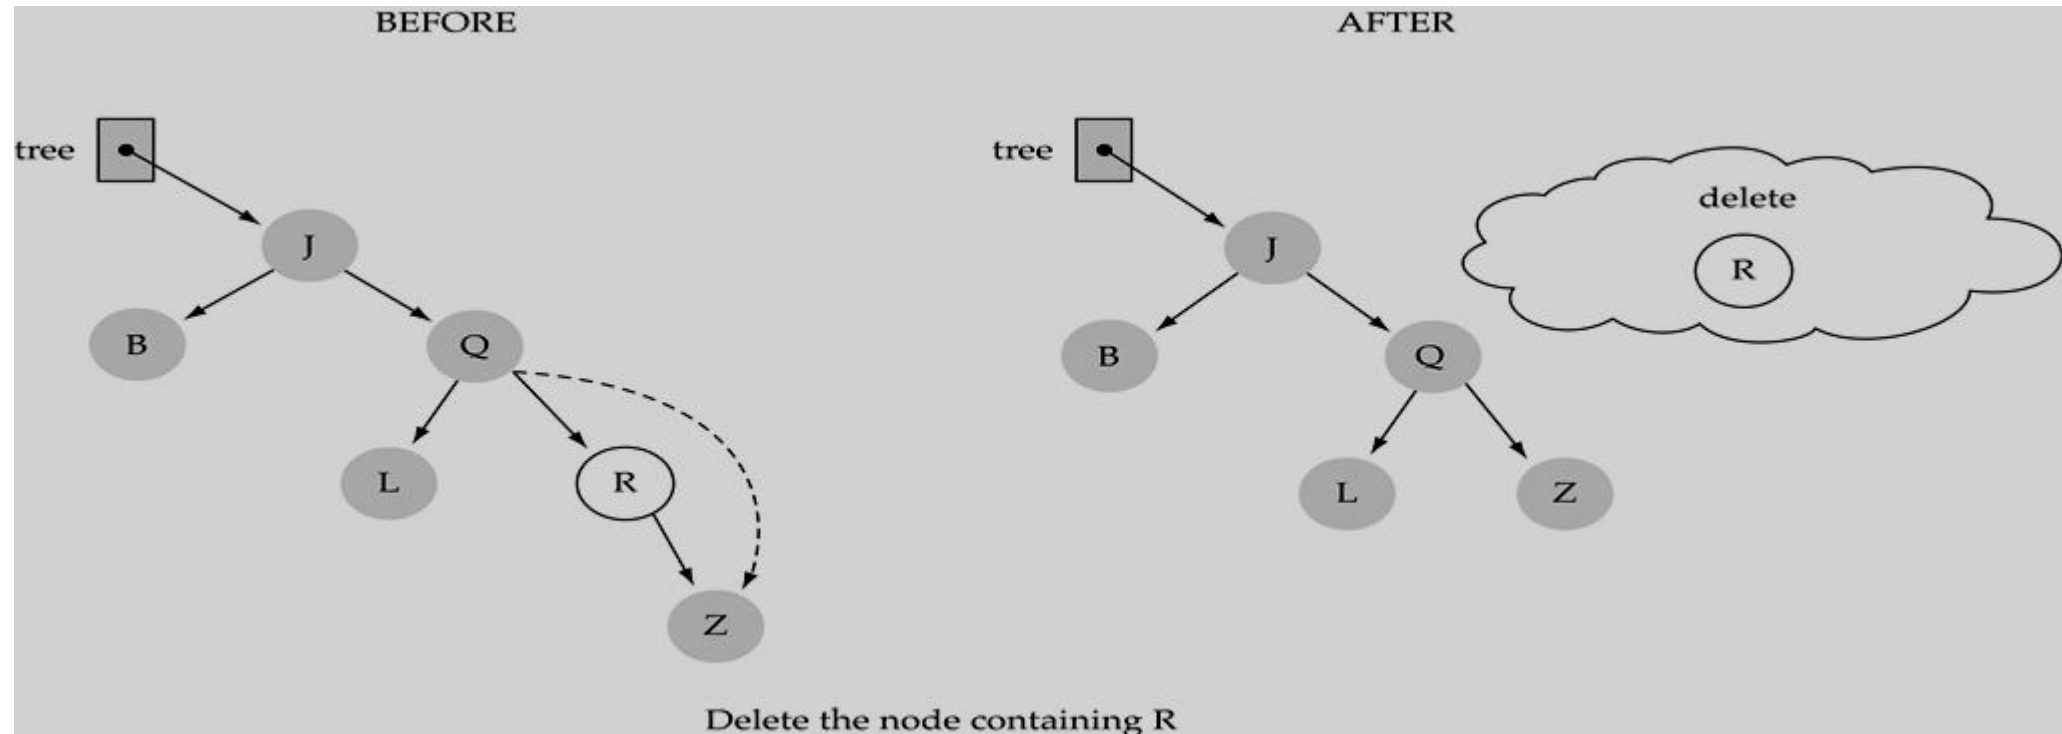 BEFORE
AFTER
tree
J
B
Q
L
R
Z
tree
J
B
Q
L
Z
delete
R
Delete the node containing R